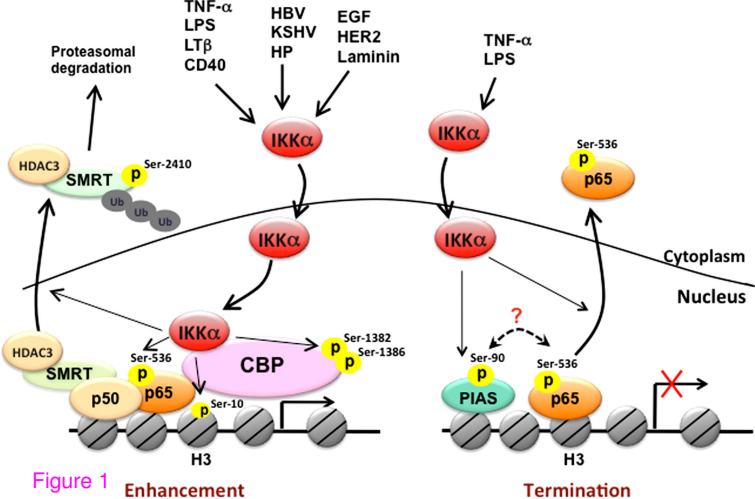 TNF-α
LPS
LTβ
CD40
HBV
KSHV
HP
EGF
HER2
Laminin
TNF-α
LPS
Proteasomal
degradation
IKKα
IKKα
Ser-536
p
p65
HDAC3
SMRT
p
Ser-2410
Ub
Ub
Ub
IKKα
IKKα
Cytoplasm
Nucleus
IKKα
?
HDAC3
SMRT
Ser-536
p
p50
p65
CBP
p
Ser-1382
p
Ser-1386
p
Ser-10
Ser-90
p
PIAS
Ser-536
p
p65
H3
H3
Figure 1
Enhancement
Termination